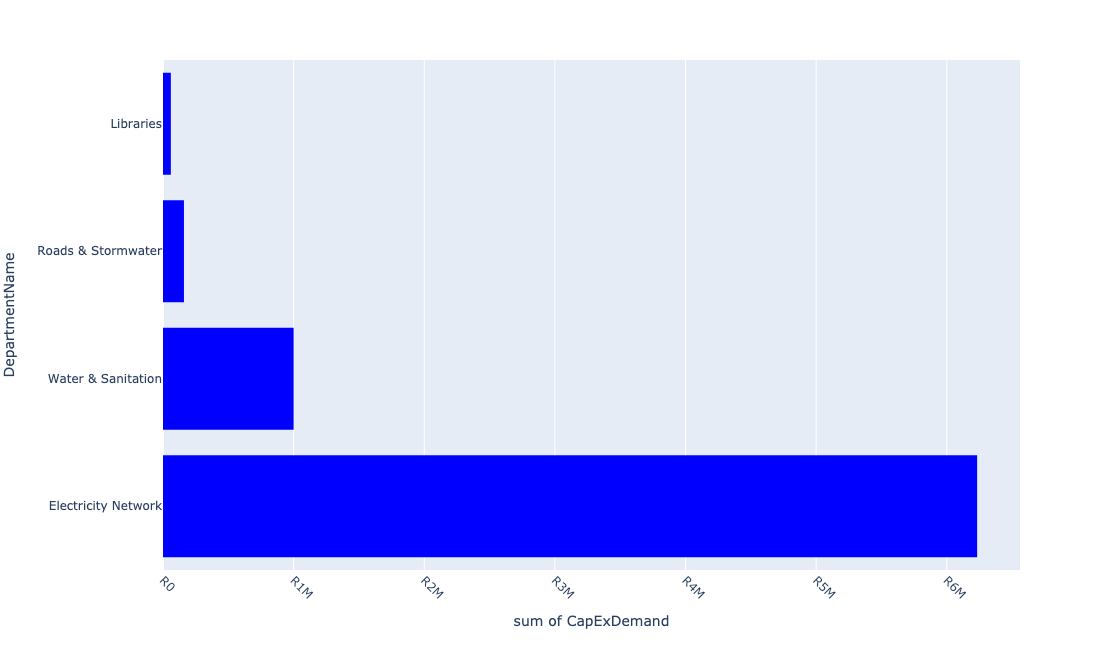 Libraries
Roads & Stormwater
Water & Sanitation
Electricity Network
DepartmentName
R0
R1M
R2M
R3M
R4M
R5M
R6M
sum of CapExDemand